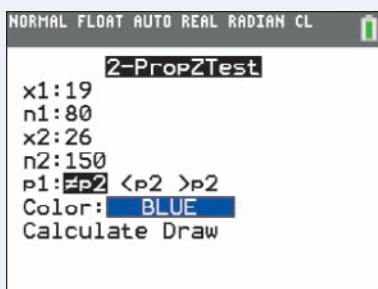 NORMAL FLOAT AUTO REAL RADIAN CL
2-PropZTest
x1:19
n1:80
x2:26
n2:150
p1:≠p2 <p2 >p2
Color: BLUE
Calculate Draw